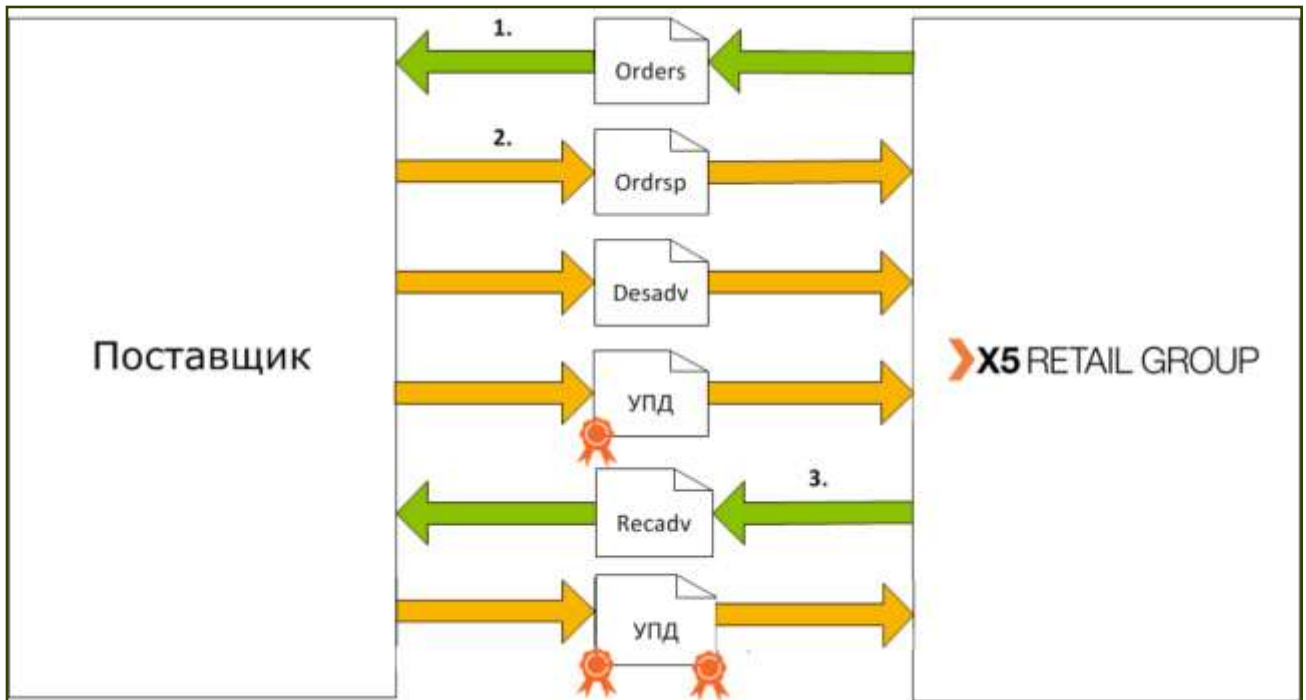 1.
Orders
2.
Ordrsp
Desadv
Поставщик
X5 RETAIL GROUP
УПД
3.
Recadv
УПД